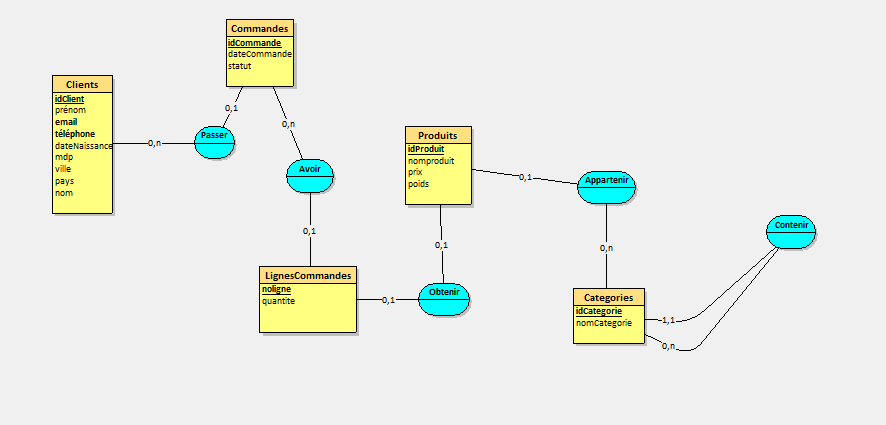 Commandes
idCommande
dateCommande
statut
Clients
idClient
prénom
email
téléphone
dateNaissance
mdp
ville
pays
nom
0,1
0,n
Passer
0,n
Avoir
0,1
Produits
idProduit
nomproduit
prix
poids
0,1
Appartenir
0,1
0,n
Contenir
LignesCommandes
noligne
quantite
0,1
Obtenir
Categories
idCategorie
nomCategorie
1,1
0,n